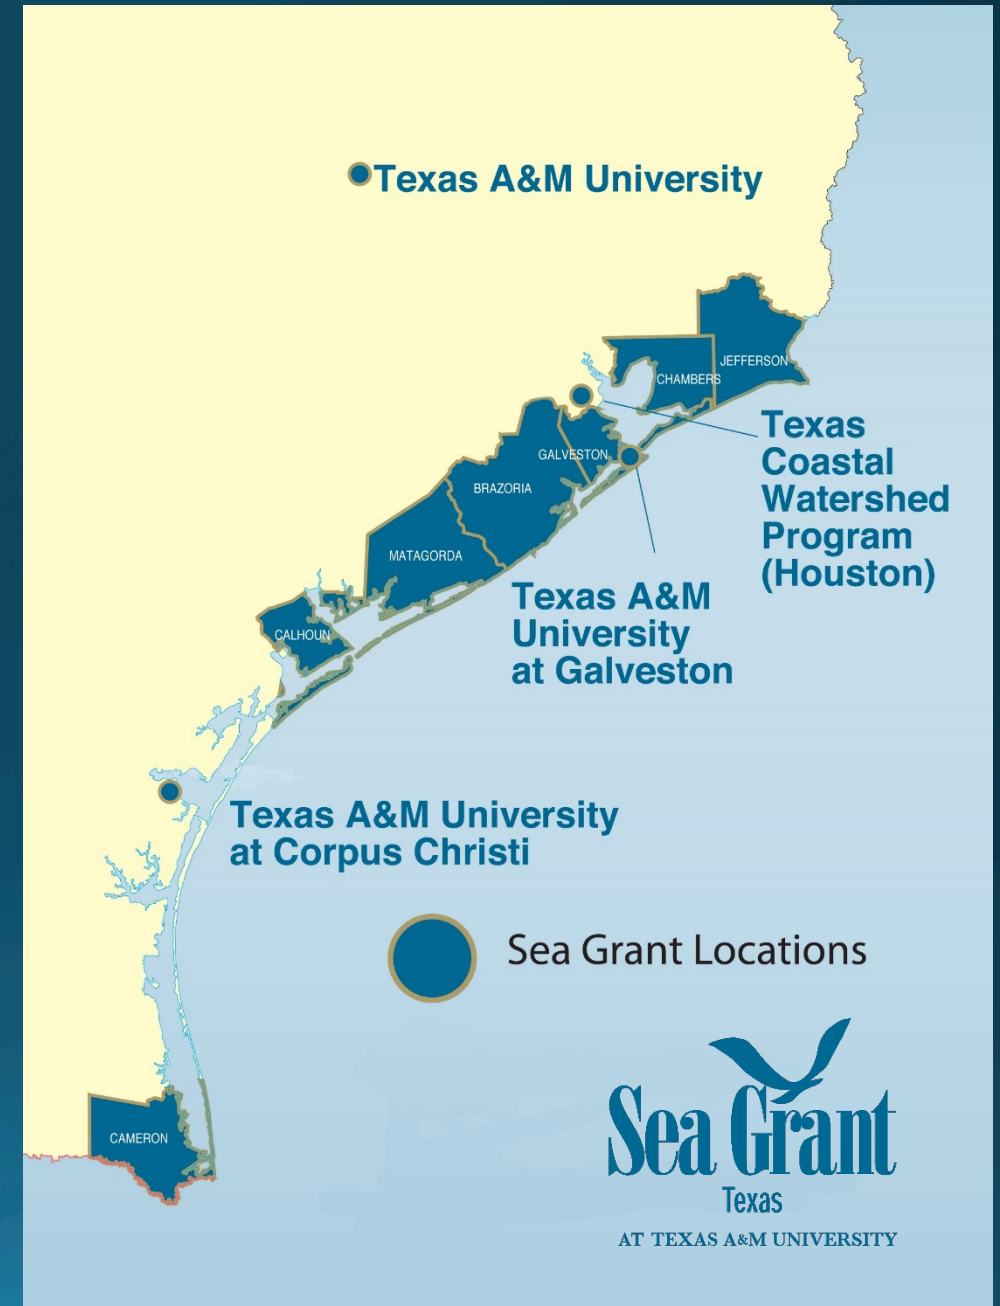 Texas A&M University
JEFFERSON
CHAMBERS
Texas
Coastal
Watershed
Program
(Houston)
GALVESTON
BRAZORIA
MATAGORDA
Texas A&M
University
at Galveston
CALHOUN
Texas A&M University
at Corpus Christi
Sea Grant Locations
CAMERON
Sea Grant
Texas
AT TEXAS A&M UNIVERSITY